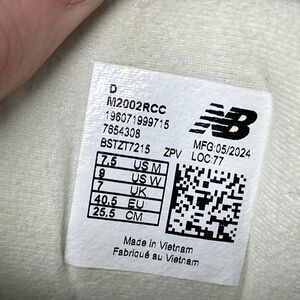 D
M2002RCC
196071999715
7654308
BSTZT7215 ZPV
NB
MFG:05/2024
LOC:77
7.5 US M
9 US W
7 UK
40.5 EU
25.5 CM
Made in Vietnam
Fabriqué au Vietnam